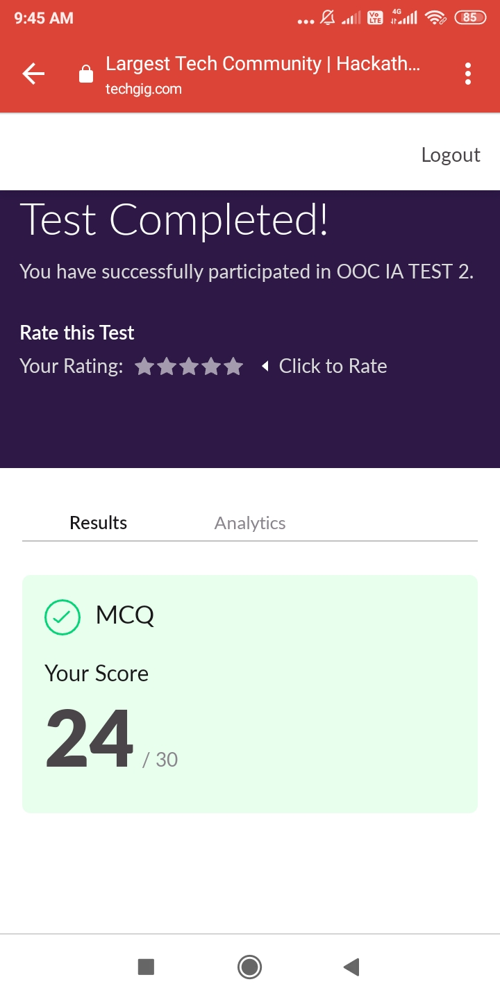 9:45 AM
Vo LTE
4G
85
Largest Tech Community | Hackath...
techgig.com
Logout
Test Completed!
You have successfully participated in OOC IA TEST 2.
Rate this Test
Your Rating: Click to Rate
Results Analytics
MCQ
Your Score
24 / 30